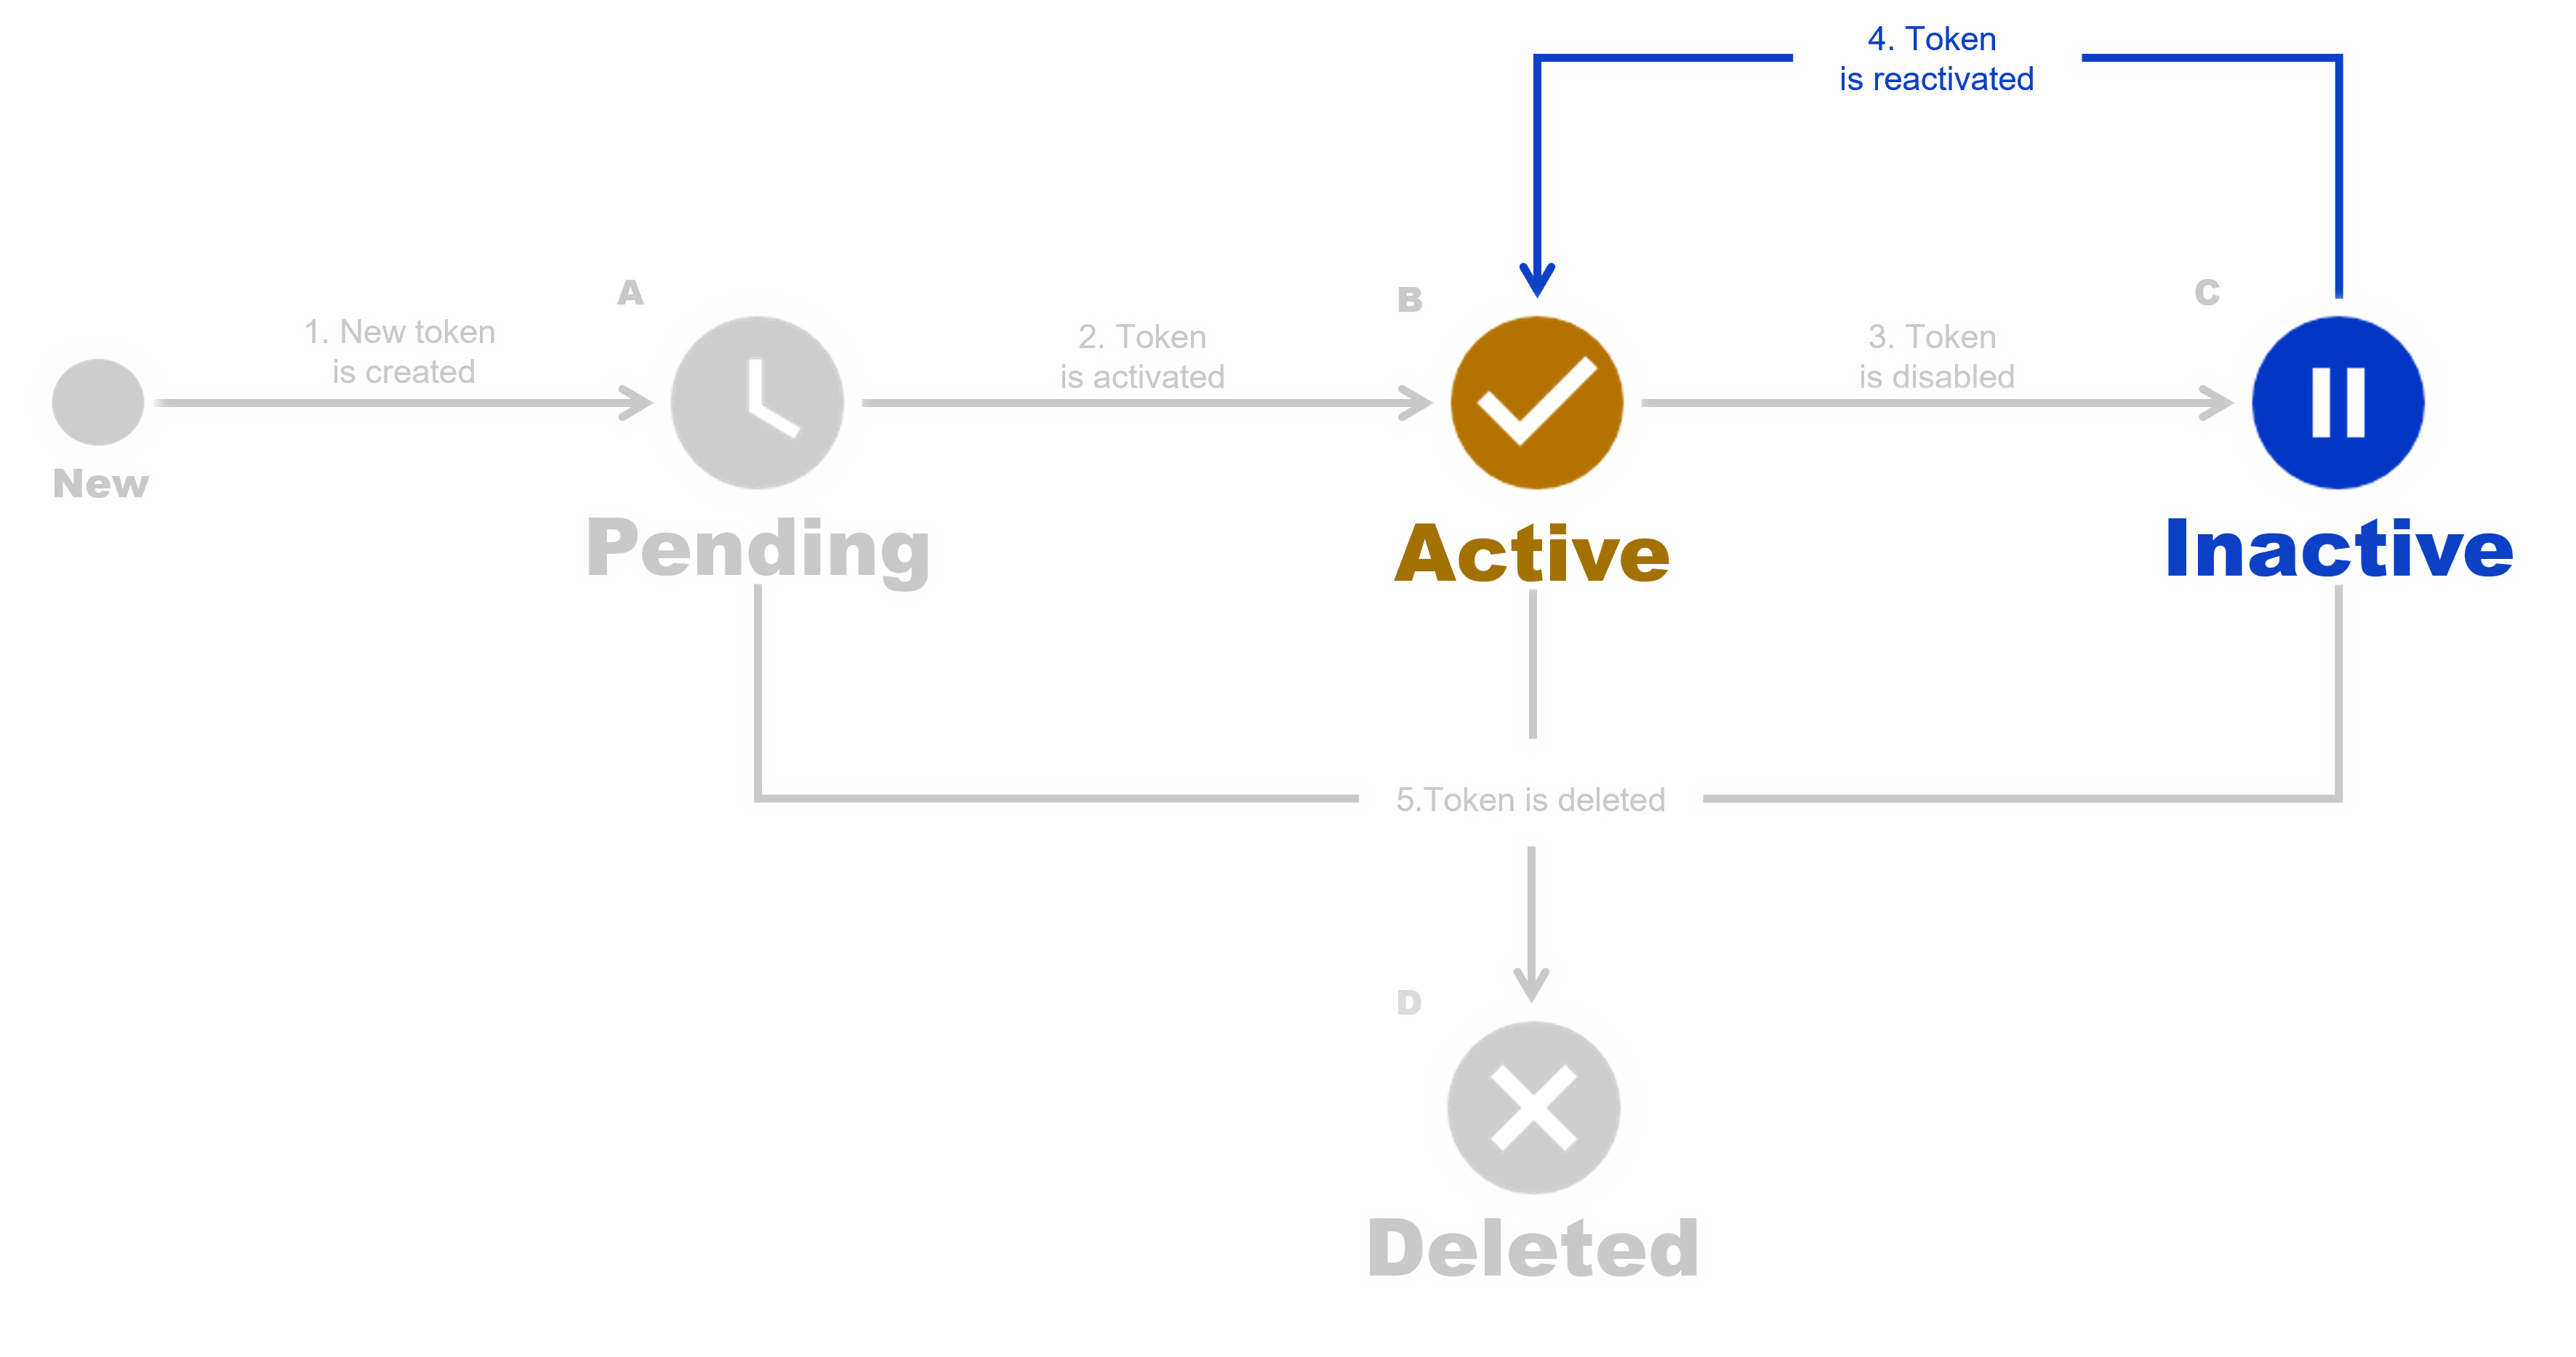 4. Token
is reactivated
A
B
C
1. New token
is created
2. Token
is activated
3. Token
is disabled
New
Pending
Active
Inactive
5.Token is deleted
D
Deleted